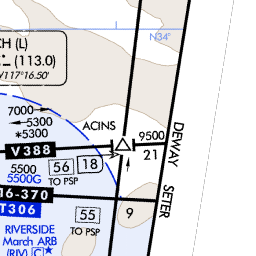 CH (L)
(113.0)
W117°16.50'
N34°
7000
5300
*5300
ACINS
9500
DEWAY
V388
21
5500
5500G
56
18
TO PSP
16-370
SETER
T306
55
9
RIVERSIDE
TO PSP
March ARB
(RIV) C